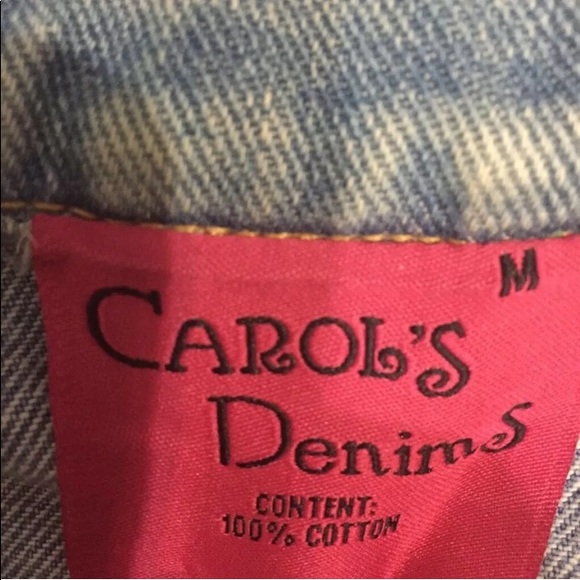 M
CAROL'S
Denims
CONTENT:
100% COTTON